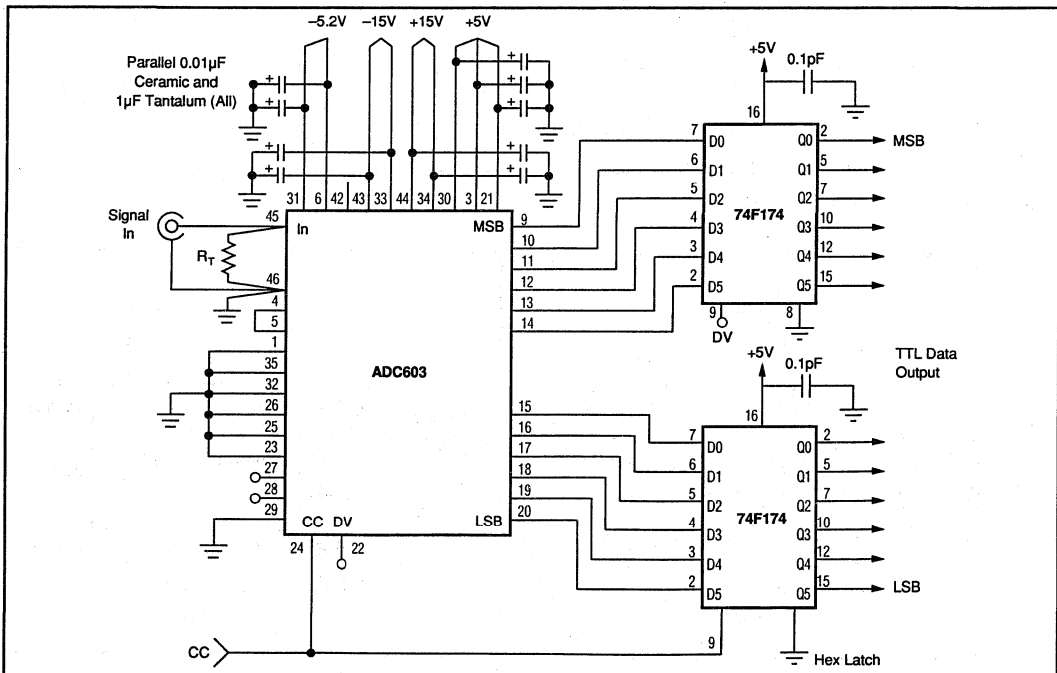 –5.2V –15V +15V +5V
Parallel 0.01µF
Ceramic and
1µF Tantalum (All)
+ + + + + + + + +
31 6 42 43 33 44 34 30 3 21
Signal
In
45
In
R_T
46
4
5
1
35
32
26
25
23
27
28
29
ADC603
MSB
9
10
11
12
13
14
15
16
17
18
19
20
LSB
CC DV
24 22
CC
+5V
0.1pF
16
7 D0 Q0 2 MSB
6 D1 Q1 5
5 D2 Q2 7
74F174
4 D3 Q3 10
3 D4 Q4 12
2 D5 Q5 15
9 8
DV
TTL Data
Output
+5V
0.1pF
16
7 D0 Q0 2
6 D1 Q1 5
5 D2 Q2 7
74F174
4 D3 Q3 10
3 D4 Q4 12
2 D5 Q5 15 LSB
9
Hex Latch